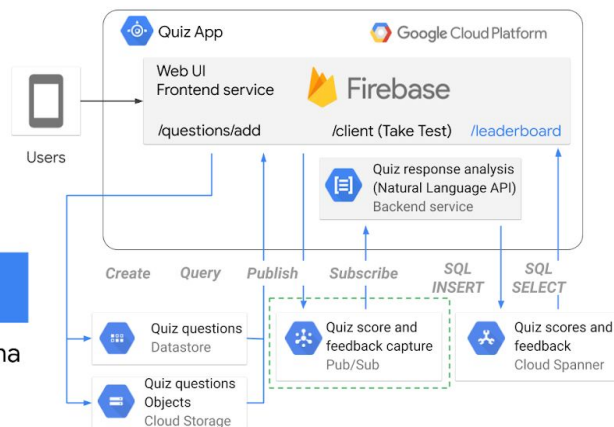 Quiz App
Google Cloud Platform
Web UI
Frontend service
Firebase
/questions/add
/client (Take Test)
/leaderboard
Users
Quiz response analysis
(Natural Language API)
Backend service
Create
Query
Publish
Subscribe
SQL
INSERT
SQL
SELECT
Quiz questions
Datastore
Quiz score and
feedback capture
Pub/Sub
Quiz scores and
feedback
Cloud Spanner
Quiz questions
Objects
Cloud Storage
na